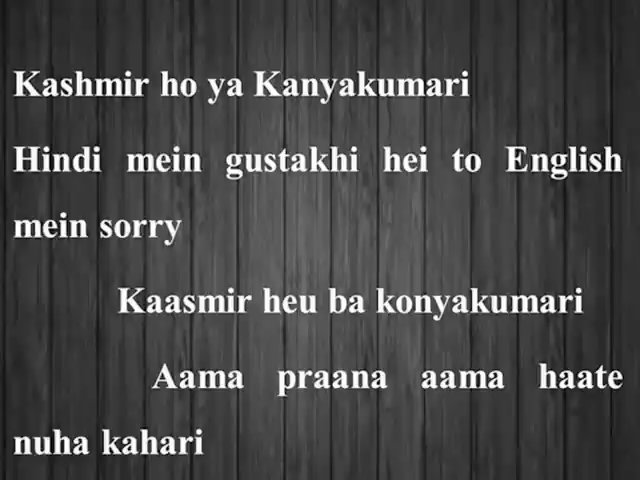 Kashmir ho ya Kanyakumari
Hindi mein gustakhi hei to English
mein sorry
Kaasmir heu ba konyakumari
Aama praana aama haate
nuha kahari